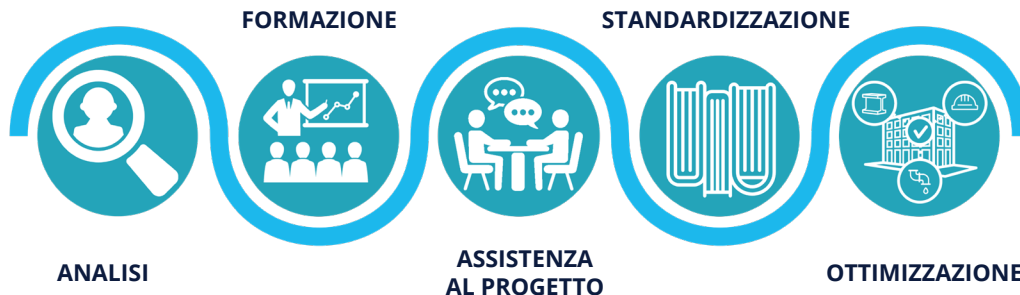 FORMAZIONE
STANDARDIZZAZIONE
ANALISI
ASSISTENZA
AL PROGETTO
OTTIMIZZAZIONE